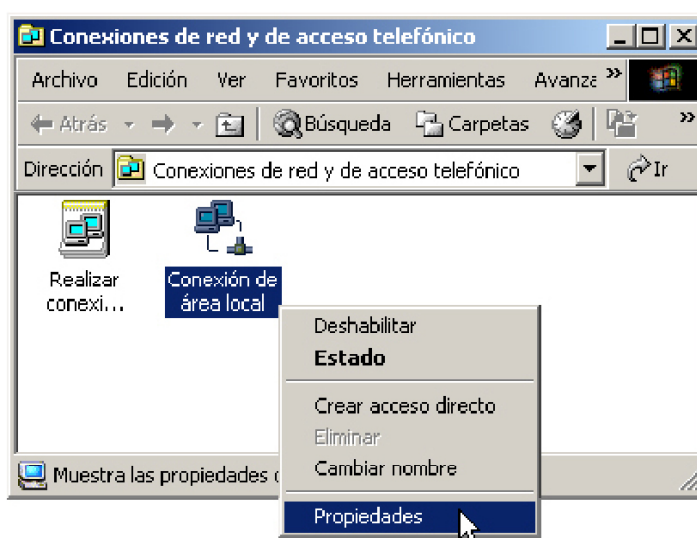 Conexiones de red y de acceso telefónico
Archivo Edición Ver Favoritos Herramientas Avanza »
Atrás Búsqueda Carpetas »
Dirección Conexiones de red y de acceso telefónico Ir
Realizar
conexi...
Conexión de
área local
Deshabilitar
Estado
Crear acceso directo
Eliminar
Cambiar nombre
Propiedades
Muestra las propiedades